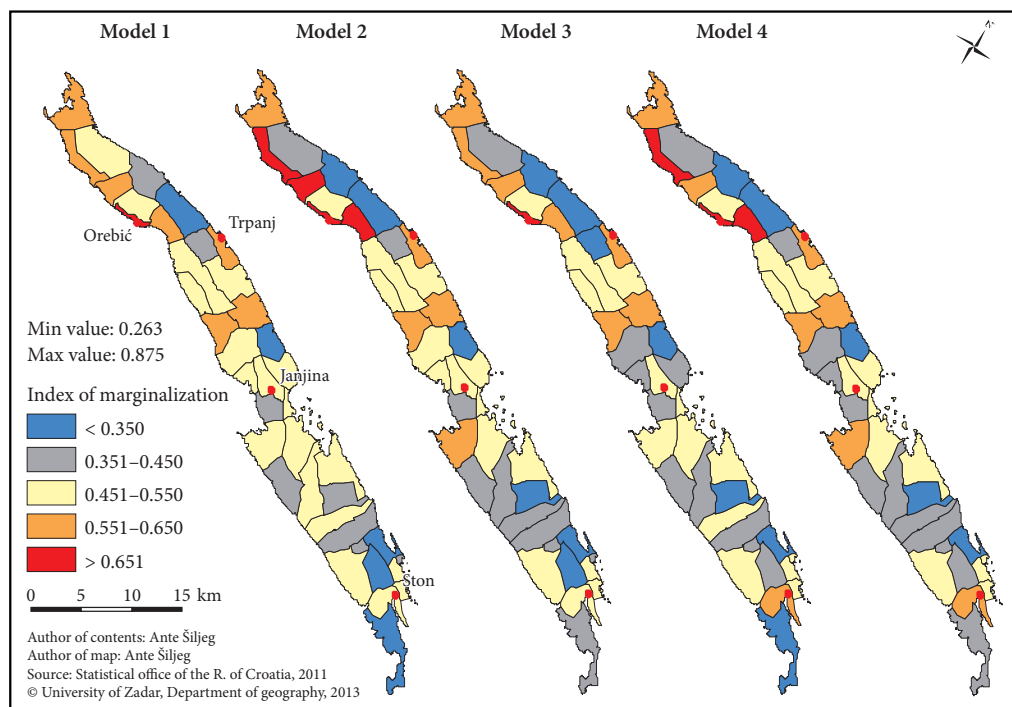 Model 1 Model 2 Model 3 Model 4
N
Orebić
Trpanj
Min value: 0.263
Max value: 0.875
Janjina
Index of marginalization
< 0.350
0.351–0.450
0.451–0.550
0.551–0.650
> 0.651
Ston
0 5 10 15 km
Author of contents: Ante Šiljeg
Author of map: Ante Šiljeg
Source: Statistical office of the R. of Croatia, 2011
© University of Zadar, Department of geography, 2013